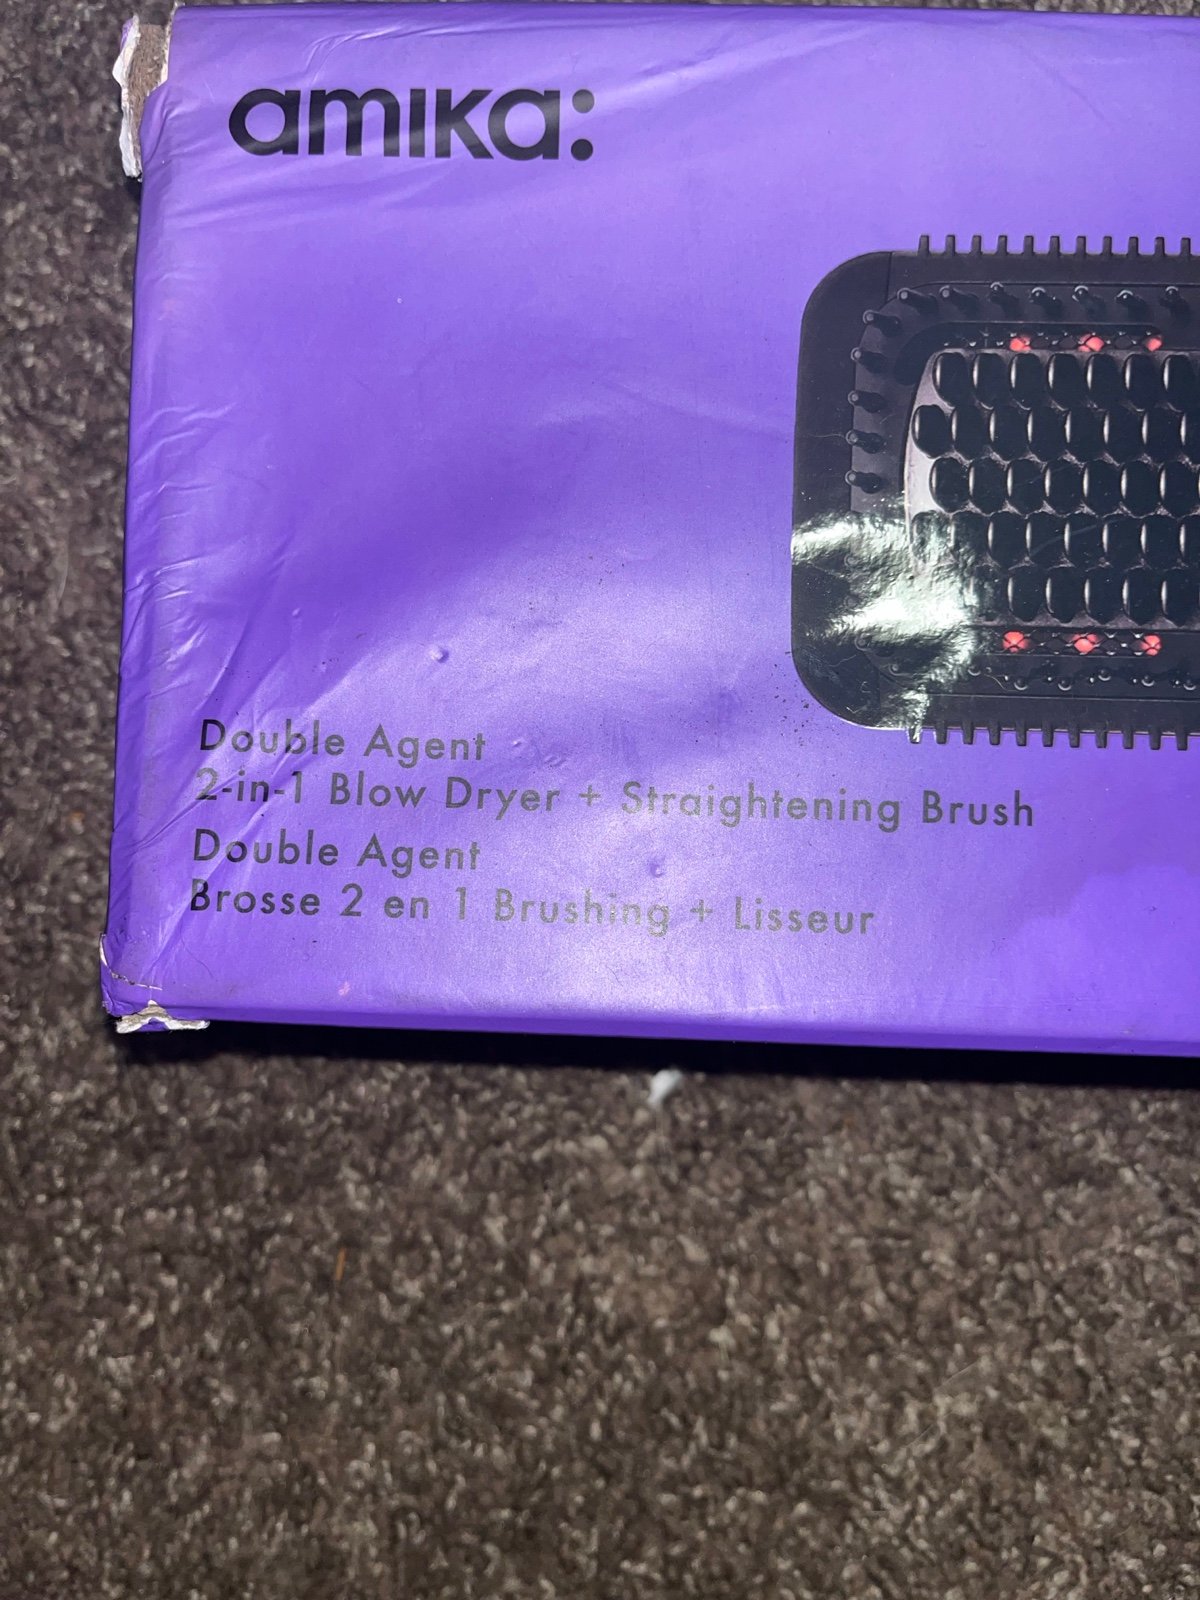 amika:
Double Agent
2-in-1 Blow Dryer + Straightening Brush
Double Agent
Brosse 2 en 1 Brushing + Lisseur